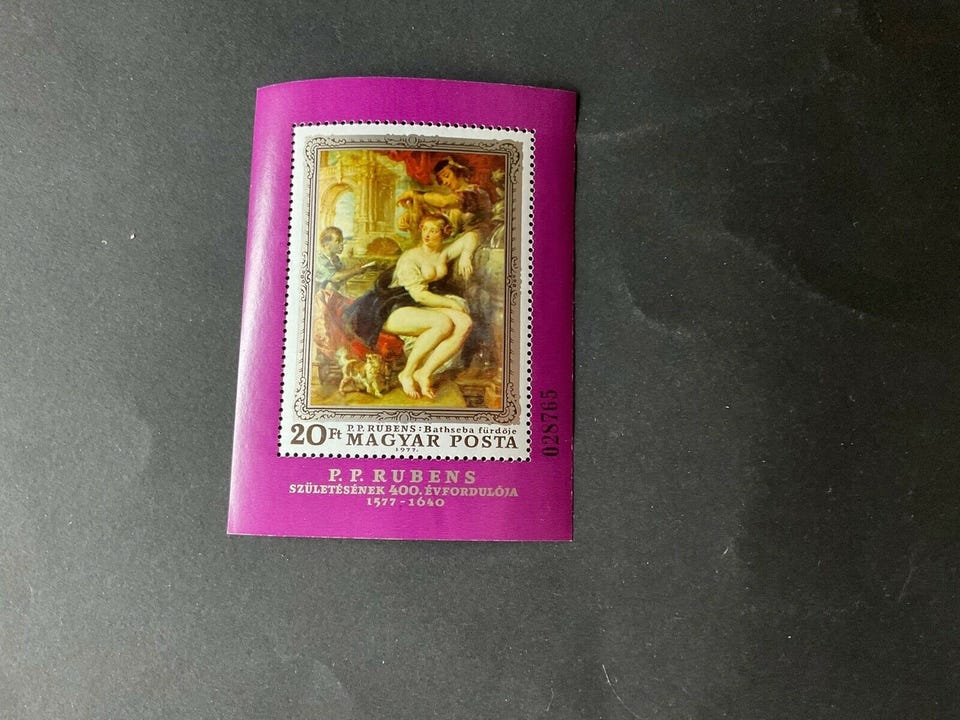 20Ft P.P.RUBENS: Bathseba fürdője
MAGYAR POSTA
1977.
028765
P. P. RUBENS
SZÜLETÉSÉNEK 400. ÉVFORDULÓJA
1577-1640